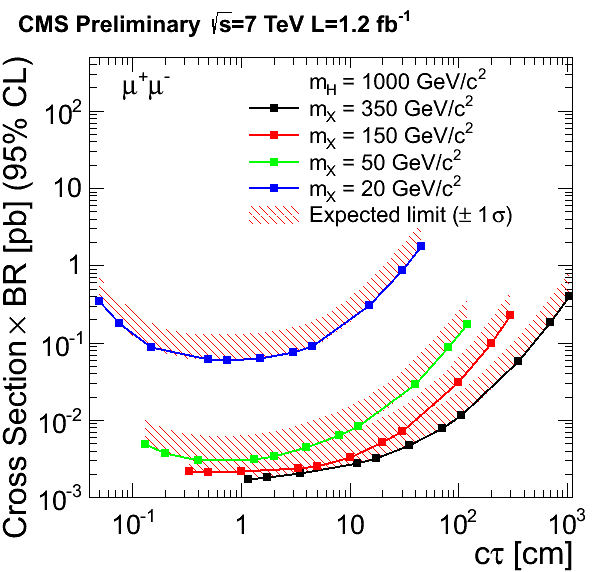 CMS Preliminary √s=7 TeV L=1.2 fb⁻¹
μ⁺μ⁻
m_H = 1000 GeV/c²
m_X = 350 GeV/c²
m_X = 150 GeV/c²
m_X = 50 GeV/c²
m_X = 20 GeV/c²
Expected limit (± 1σ)
Cross Section × BR [pb] (95% CL)
10²
10
1
10⁻¹
10⁻²
10⁻³
10⁻¹ 1 10 10² 10³
cτ [cm]